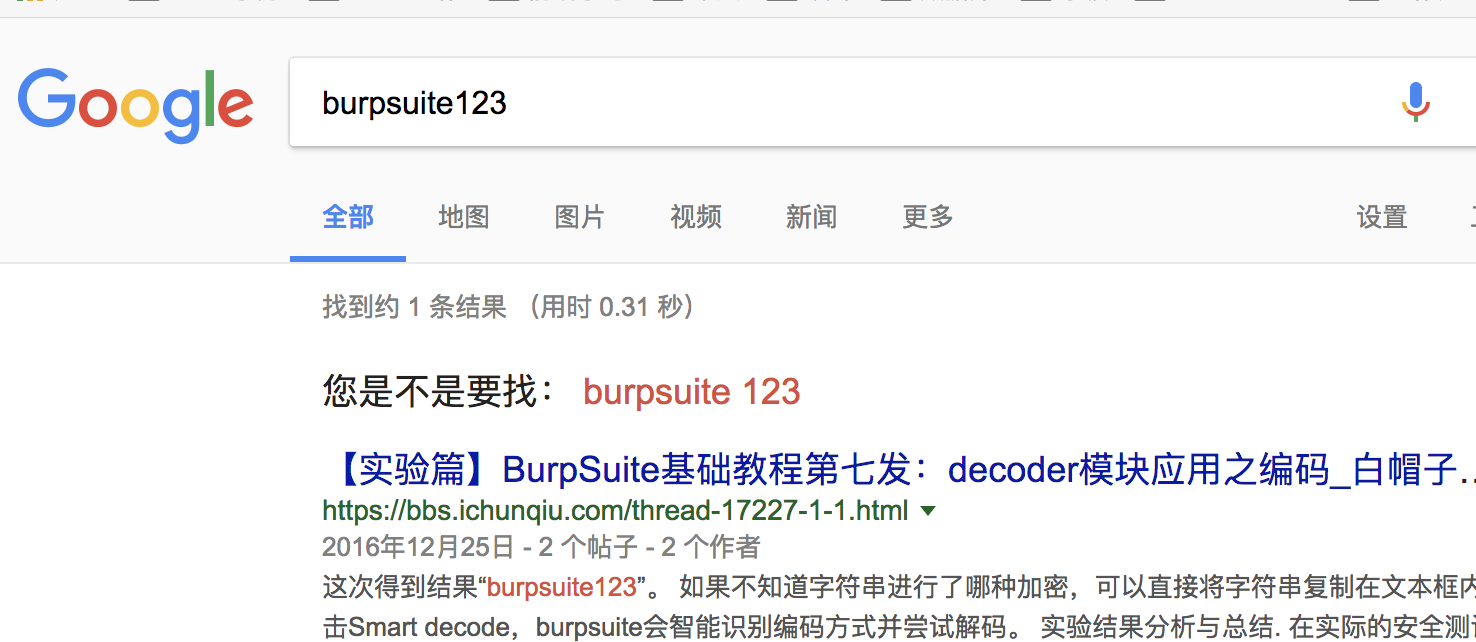 Google
burpsuite123
全部 地图 图片 视频 新闻 更多 设置
找到约 1 条结果 （用时 0.31 秒）
您是不是要找： burpsuite 123
【实验篇】BurpSuite基础教程第七发：decoder模块应用之编码_白帽子...
https://bbs.ichunqiu.com/thread-17227-1-1.html
2016年12月25日 - 2 个帖子 - 2 个作者
这次得到结果“burpsuite123”。 如果不知道字符串进行了哪种加密，可以直接将字符串复制在文本框内
击Smart decode，burpsuite会智能识别编码方式并尝试解码。 实验结果分析与总结. 在实际的安全测